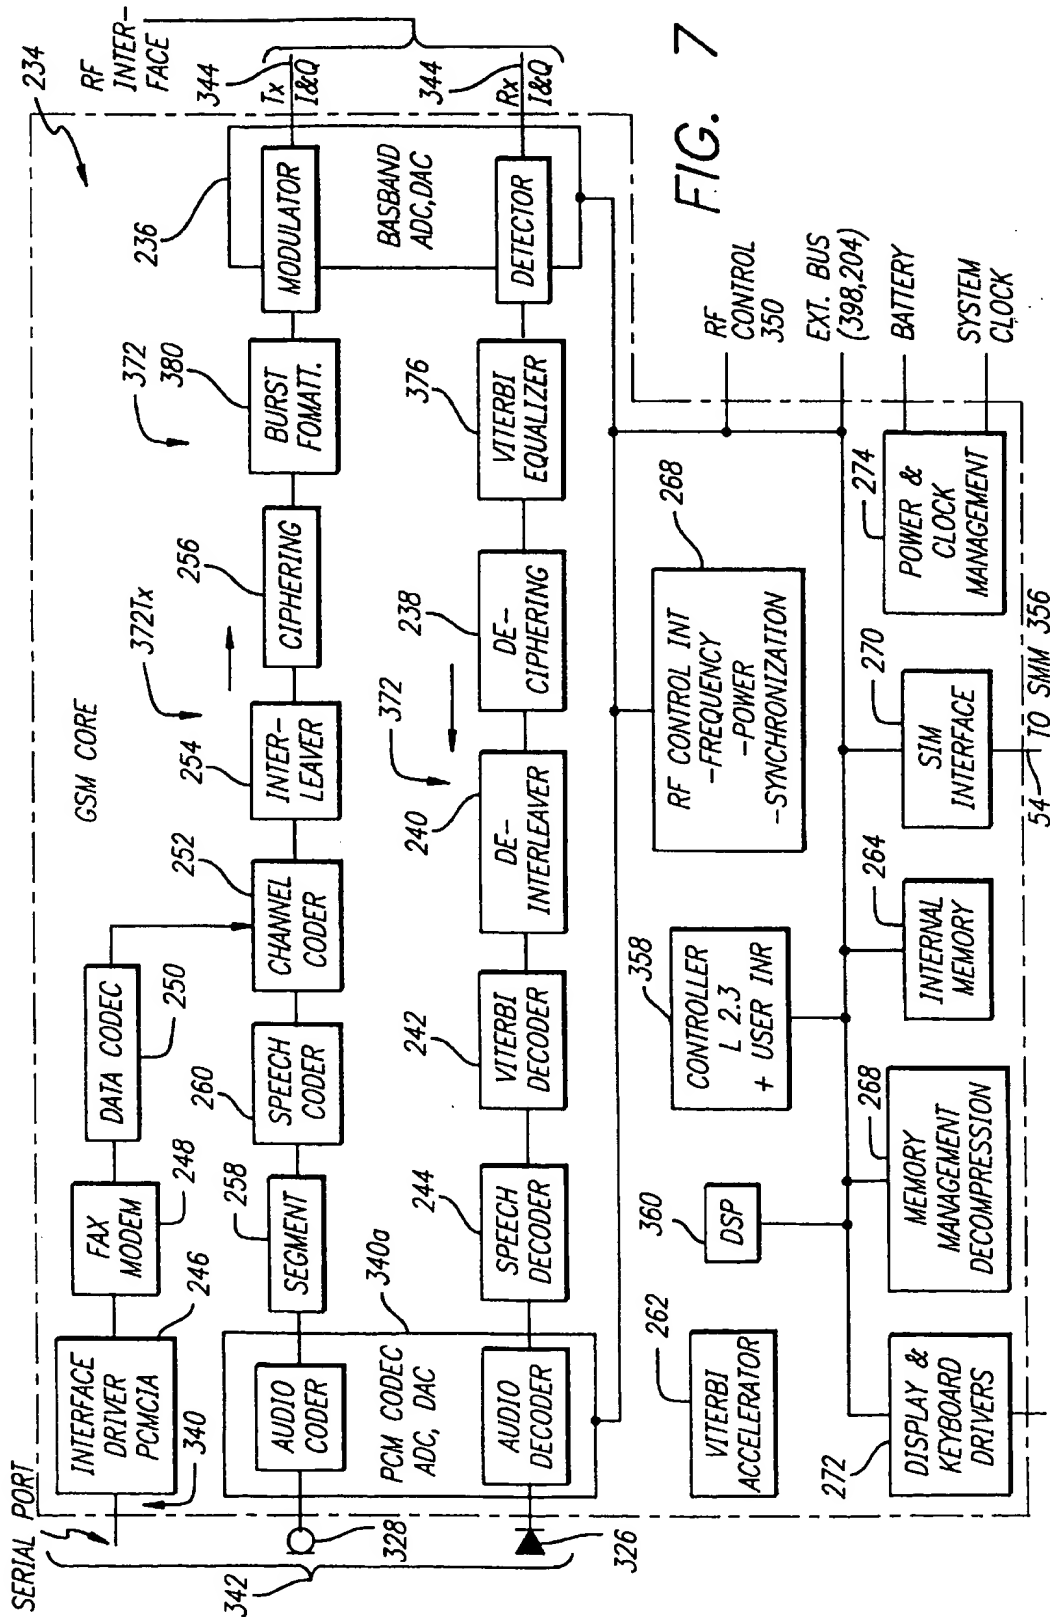 SERIAL PORT
340
342
328
326
INTERFACE
DRIVER
PCMCIA
246
FAX
MODEM
248
DATA CODEC
250
GSM CORE
234
RF
INTER-
FACE
AUDIO
CODER
PCM CODEC
ADC, DAC
AUDIO
DECODER
340a
SEGMENT
258
SPEECH
CODER
260
CHANNEL
CODER
252
INTER-
LEAVER
254
372Tx
CIPHERING
256
BURST
FOMATT.
372
380
MODULATOR
BASBAND
ADC,DAC
DETECTOR
236
344
Tx
I&Q
344
Rx
I&Q
SPEECH
DECODER
244
VITERBI
DECODER
242
DE-
INTERLEAVER
240
372
DE-
CIPHERING
238
VITERBI
EQUALIZER
376
VITERBI
ACCELERATOR
262
DSP
360
CONTROLLER
L 2.3
+ USER INR
358
RF CONTROL INT
-FREQUENCY
-POWER
-SYNCHRONIZATION
268
RF
CONTROL
350
EXT. BUS
(398,204)
BATTERY
SYSTEM
CLOCK
DISPLAY &
KEYBOARD
DRIVERS
272
MEMORY
MANAGEMENT
DECOMPRESSION
268
INTERNAL
MEMORY
264
SIM
INTERFACE
270
POWER &
CLOCK
MANAGEMENT
274
54
TO SMM 356
FIG. 7